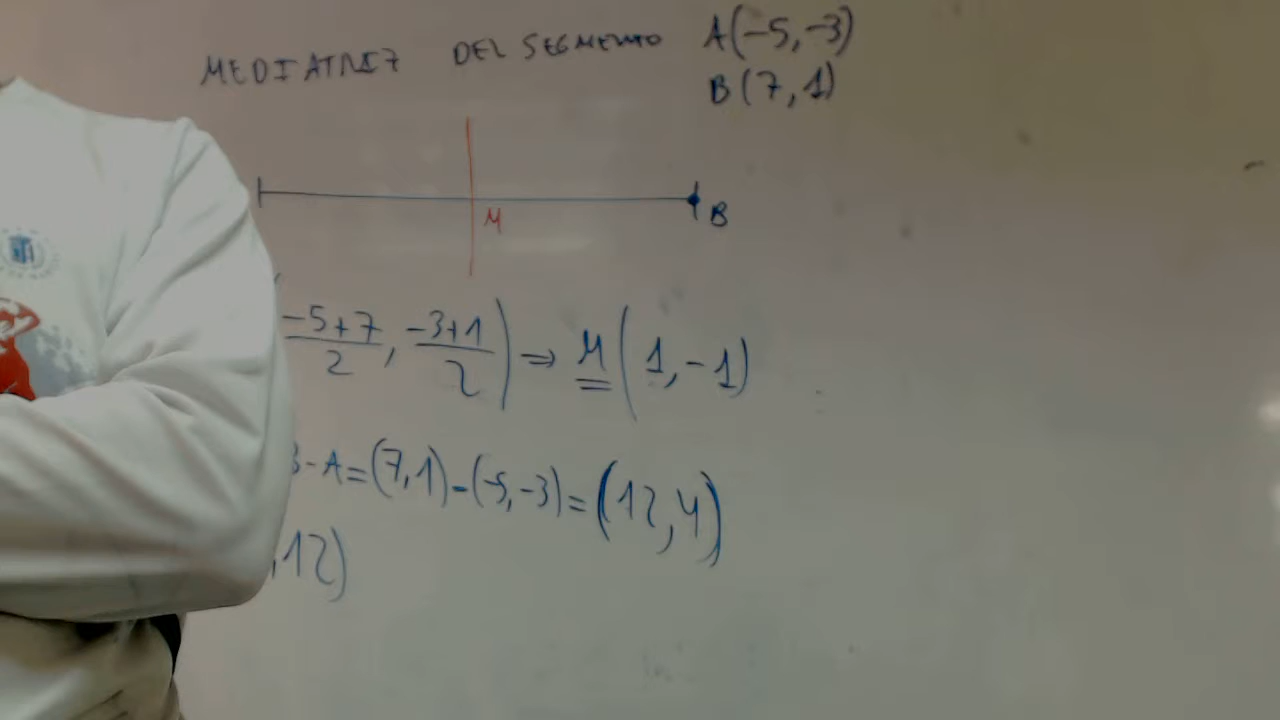 MEDIATRIZ DEL SEGMENTO A(-5,-3)
B(7,1)
M
B
-5+7/2, -3+1/2) ⇒ M(1,-1)
B-A=(7,1)-(-5,-3)=(12,4)
,12)